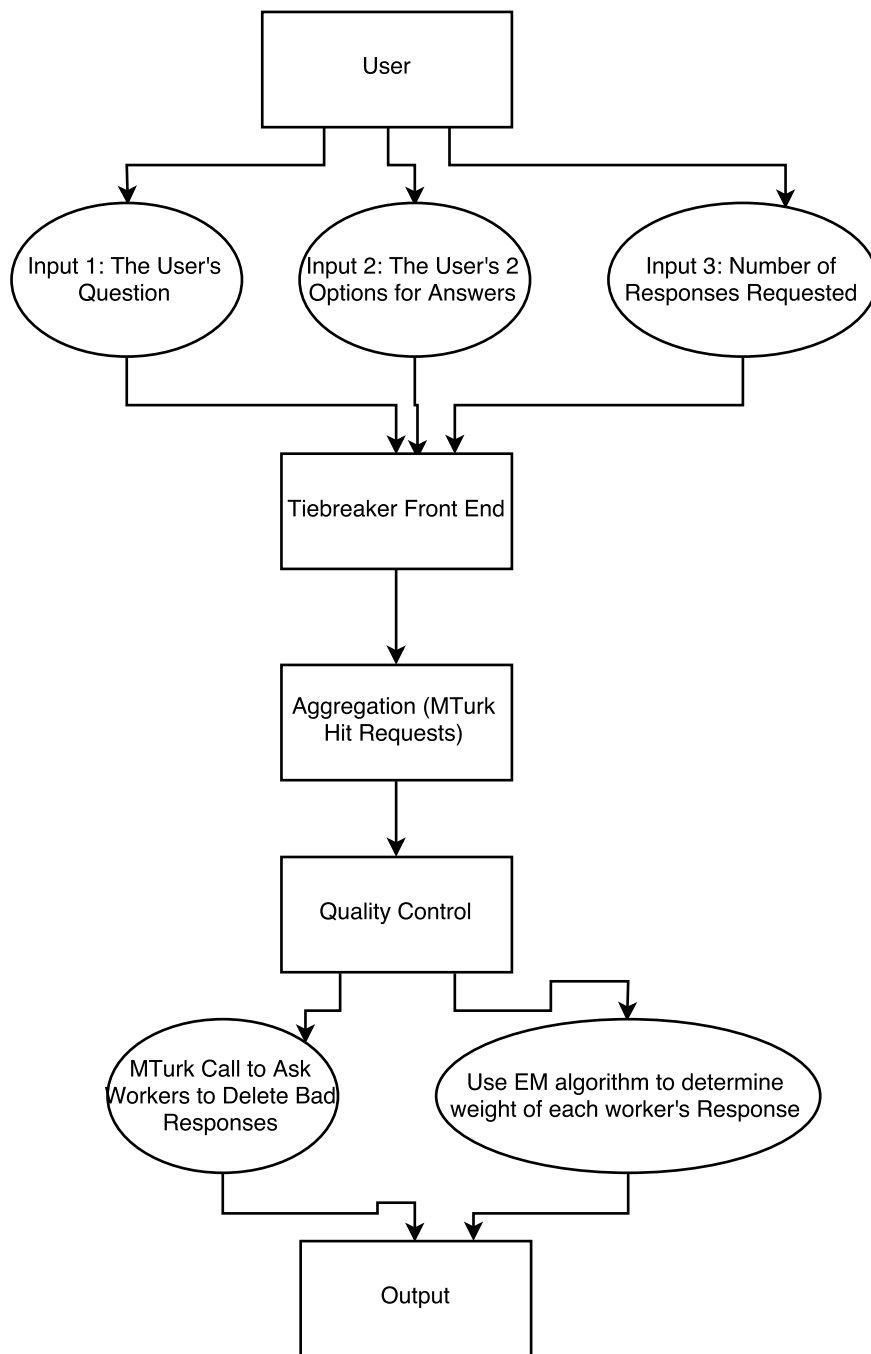 User
Input 1: The User's
Question
Input 2: The User's 2
Options for Answers
Input 3: Number of
Responses Requested
Tiebreaker Front End
Aggregation (MTurk
Hit Requests)
Quality Control
MTurk Call to Ask
Workers to Delete Bad
Responses
Use EM algorithm to determine
weight of each worker's Response
Output